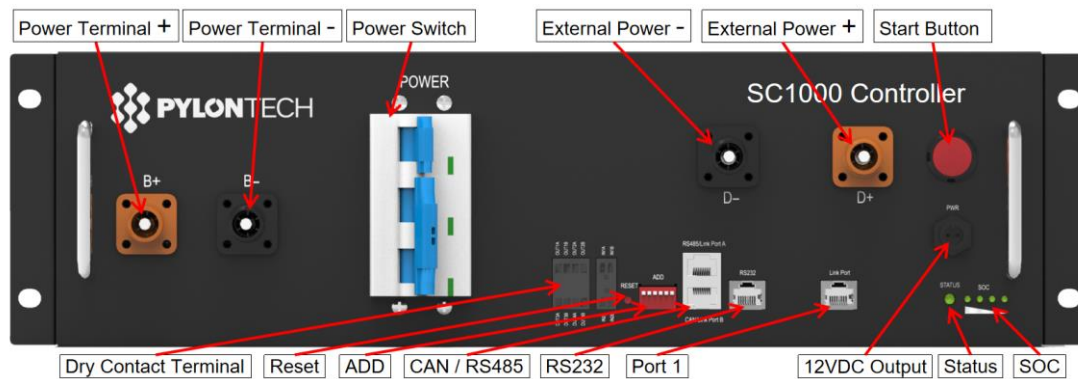 Power Terminal +
Power Terminal -
Power Switch
External Power -
External Power +
Start Button
POWER
PYLONTECH
SC1000 Controller
B+
B-
D-
D+
PWR
RS485/Link Port A
ADD
RS232
Link Port
RESET
STATUS
SOC
CAN/Link Port B
Dry Contact Terminal
Reset
ADD
CAN / RS485
RS232
Port 1
12VDC Output
Status
SOC